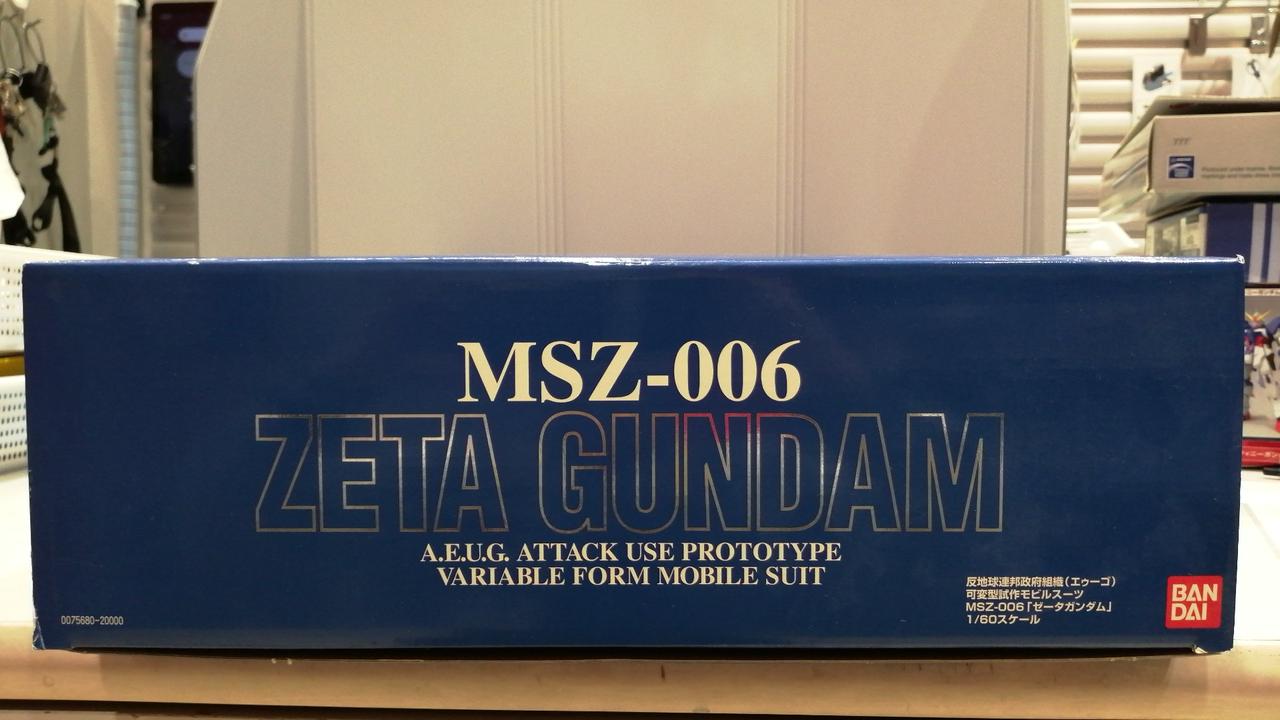 MSZ-006
ZETA GUNDAM
A.E.U.G. ATTACK USE PROTOTYPE
VARIABLE FORM MOBILE SUIT
反地球連邦政府組織(エゥーゴ)
可変型試作モビルスーツ
MSZ-006「ゼータガンダム」
1/60スケール
BAN
DAI
0075680-20000
777